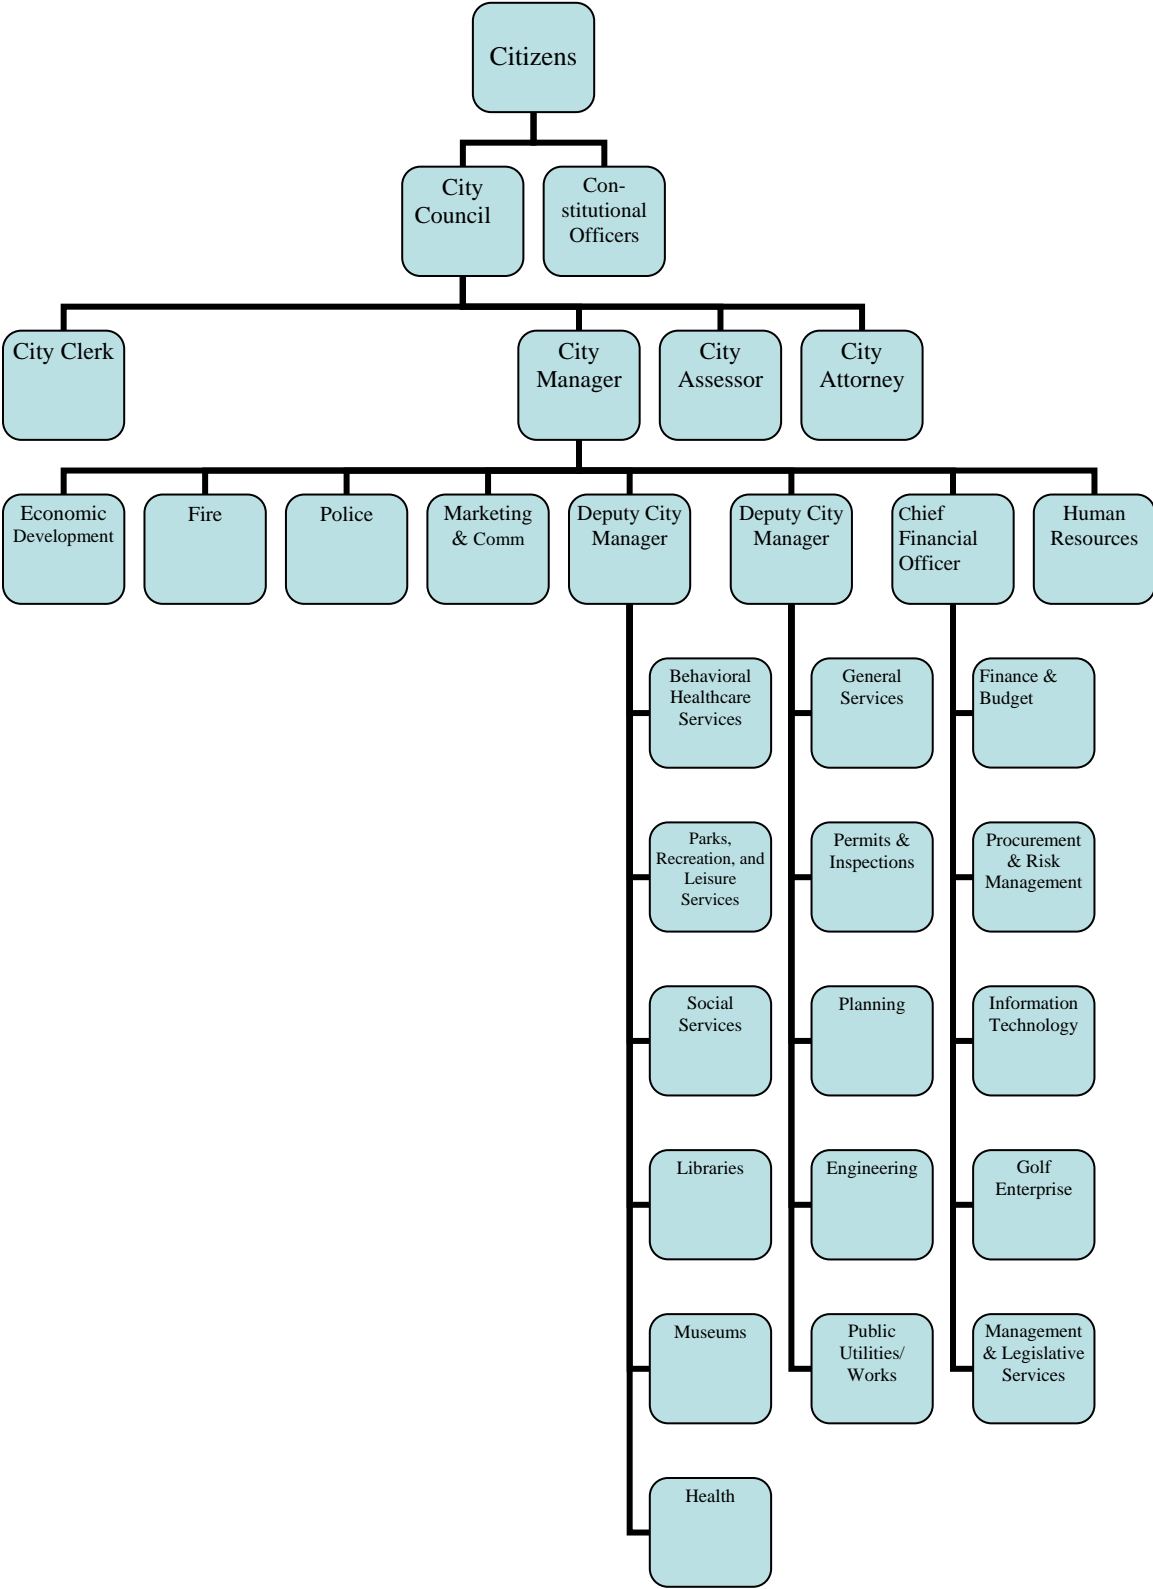 Citizens
City
Council
Con-
stitutional
Officers
City Clerk
City
Manager
City
Assessor
City
Attorney
Economic
Development
Fire
Police
Marketing
& Comm
Deputy City
Manager
Deputy City
Manager
Chief
Financial
Officer
Human
Resources
Behavioral
Healthcare
Services
General
Services
Finance &
Budget
Parks,
Recreation, and
Leisure
Services
Permits &
Inspections
Procurement
& Risk
Management
Social
Services
Planning
Information
Technology
Libraries
Engineering
Golf
Enterprise
Museums
Public
Utilities/
Works
Management
& Legislative
Services
Health